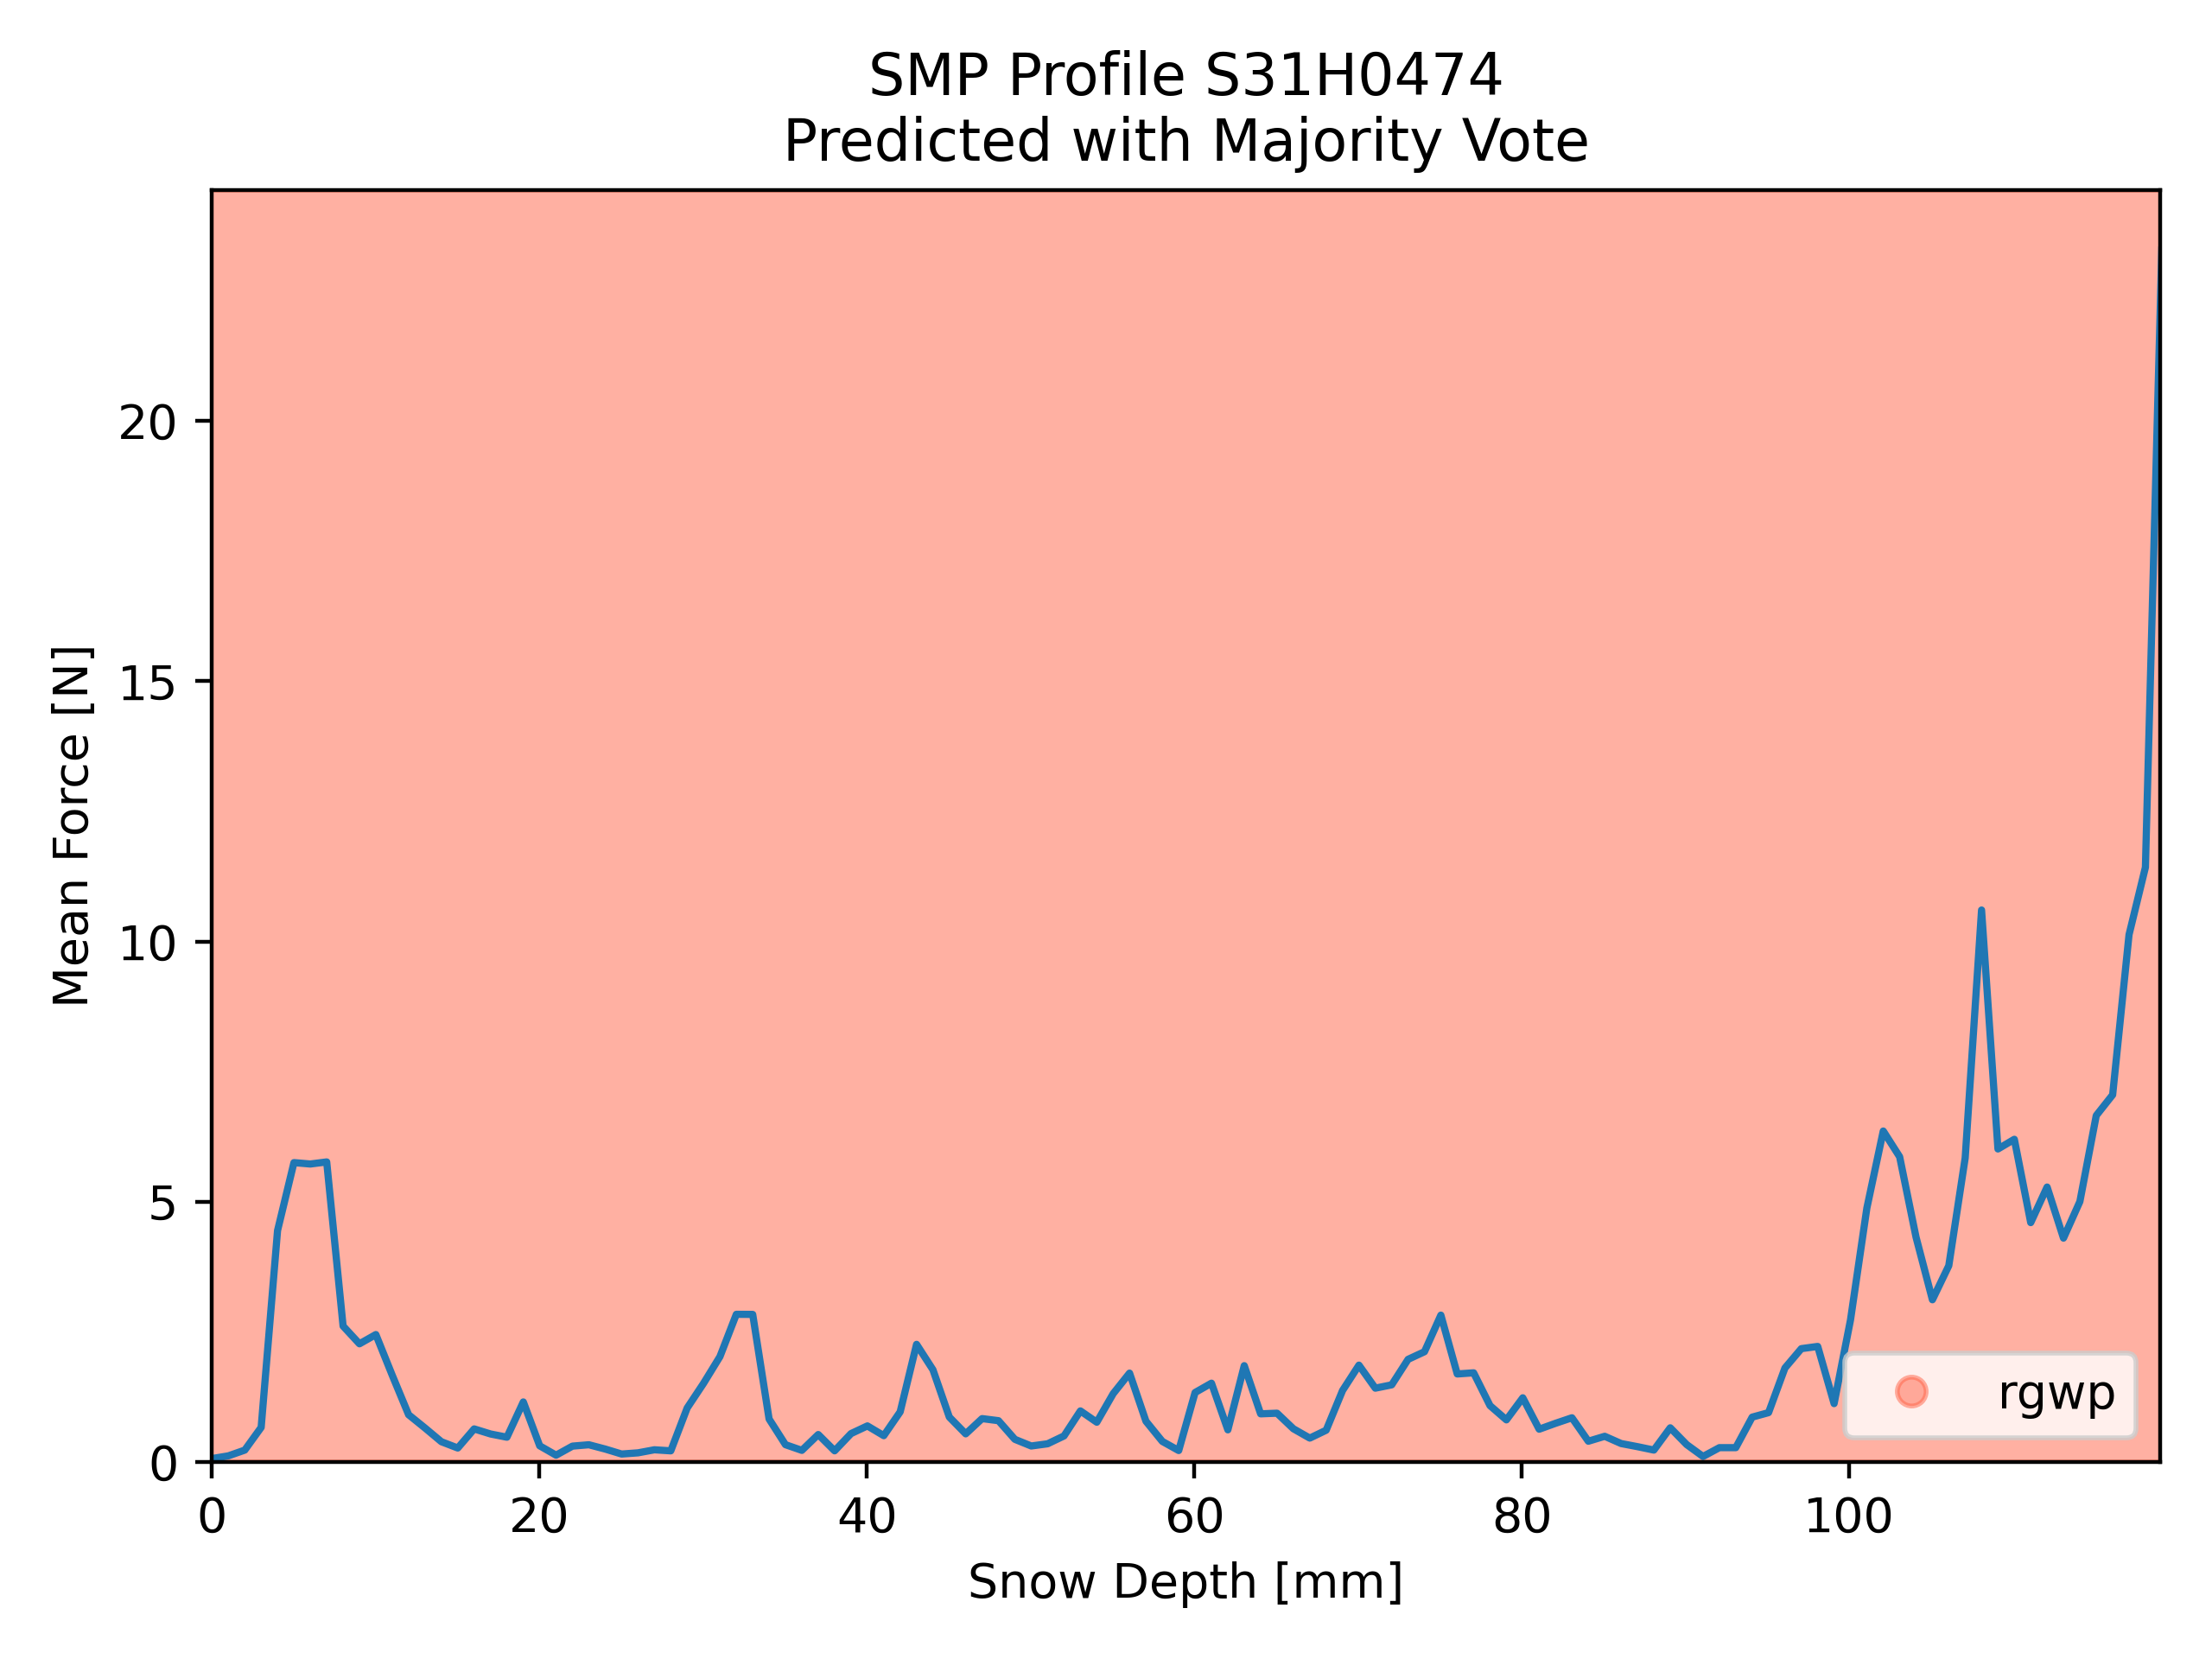 SMP Profile S31H0474
Predicted with Majority Vote
Mean Force [N]
20
15
10
5
0
rgwp
0 20 40 60 80 100
Snow Depth [mm]